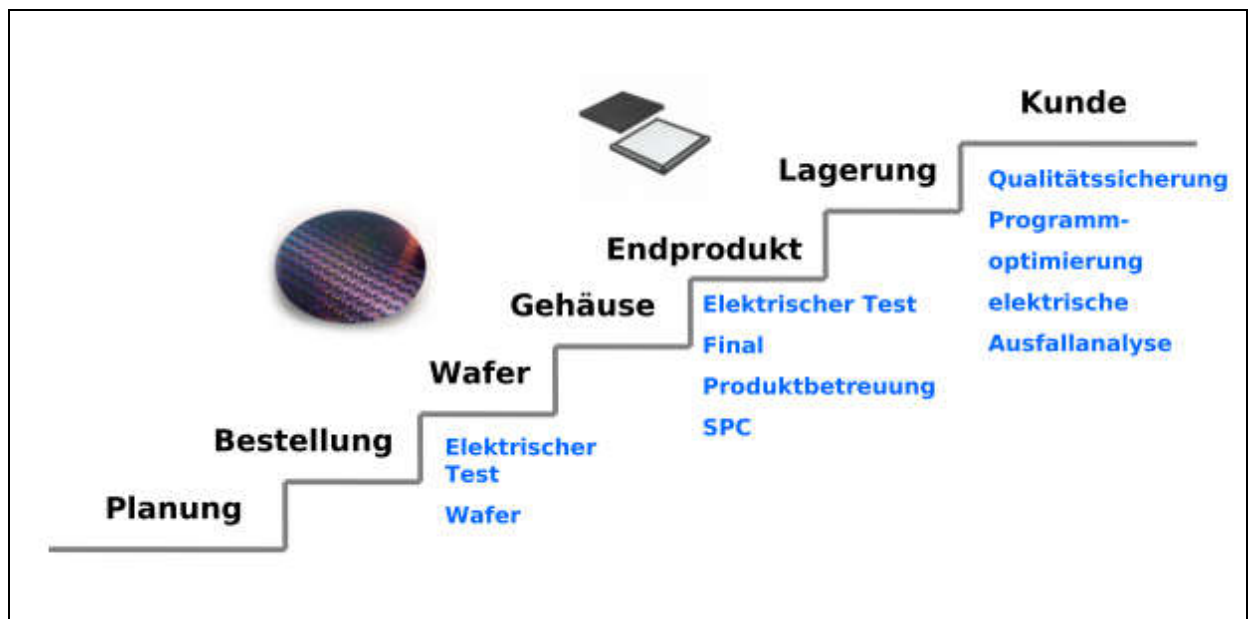 Kunde
Lagerung
Endprodukt
Gehäuse
Wafer
Bestellung
Planung
Elektrischer
Test
Wafer
Elektrischer Test
Final
Produktbetreuung
SPC
Qualitätssicherung
Programm-
optimierung
elektrische
Ausfallanalyse